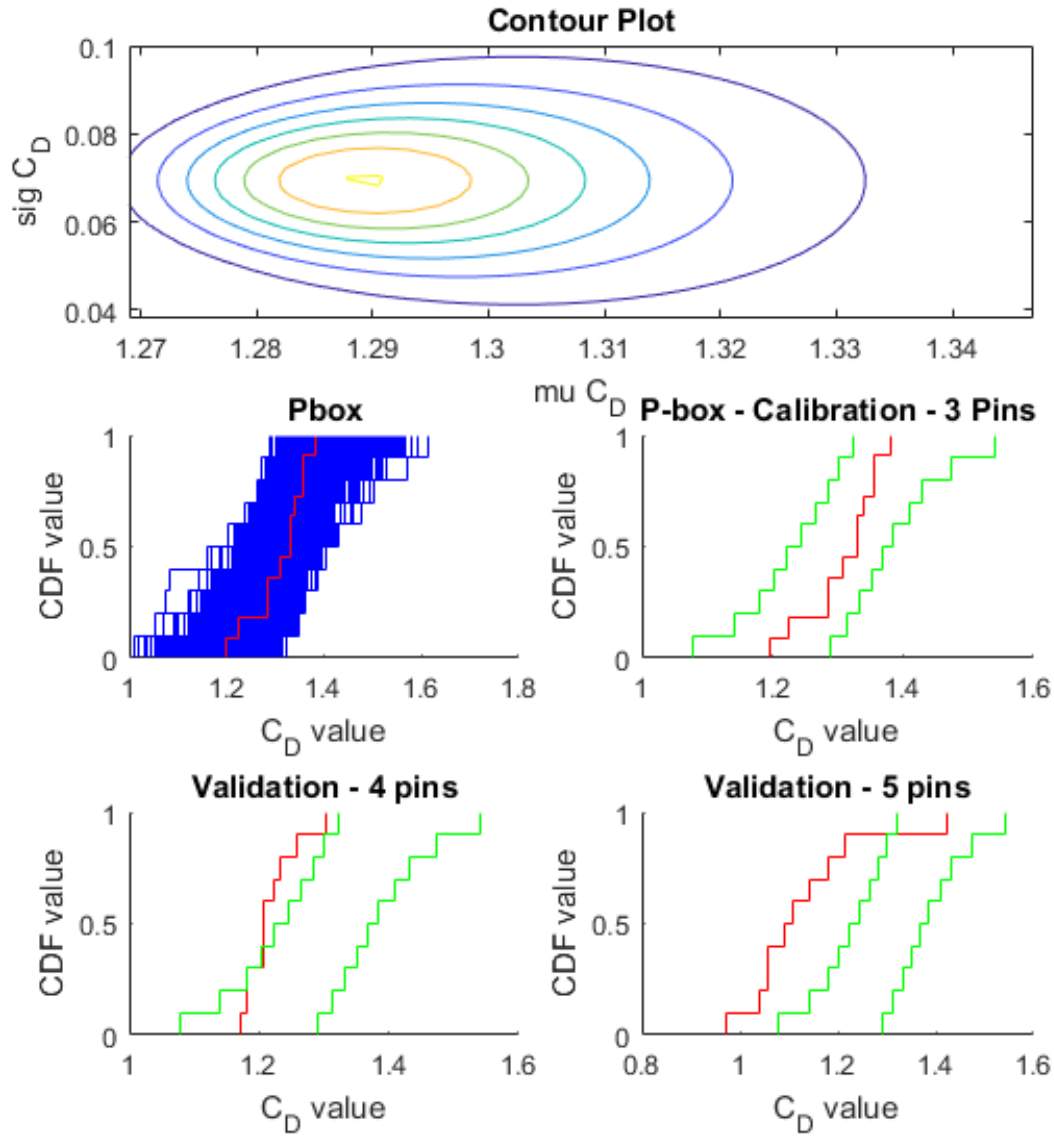 Contour Plot
0.1
0.08
0.06
0.04
sig C_D
1.27 1.28 1.29 1.3 1.31 1.32 1.33 1.34
mu C_D
Pbox
1
0.5
0
CDF value
1 1.2 1.4 1.6 1.8
C_D value
P-box - Calibration - 3 Pins
1
0.5
0
CDF value
1 1.2 1.4 1.6
C_D value
Validation - 4 pins
1
0.5
0
CDF value
1 1.2 1.4 1.6
C_D value
Validation - 5 pins
1
0.5
0
CDF value
0.8 1 1.2 1.4 1.6
C_D value